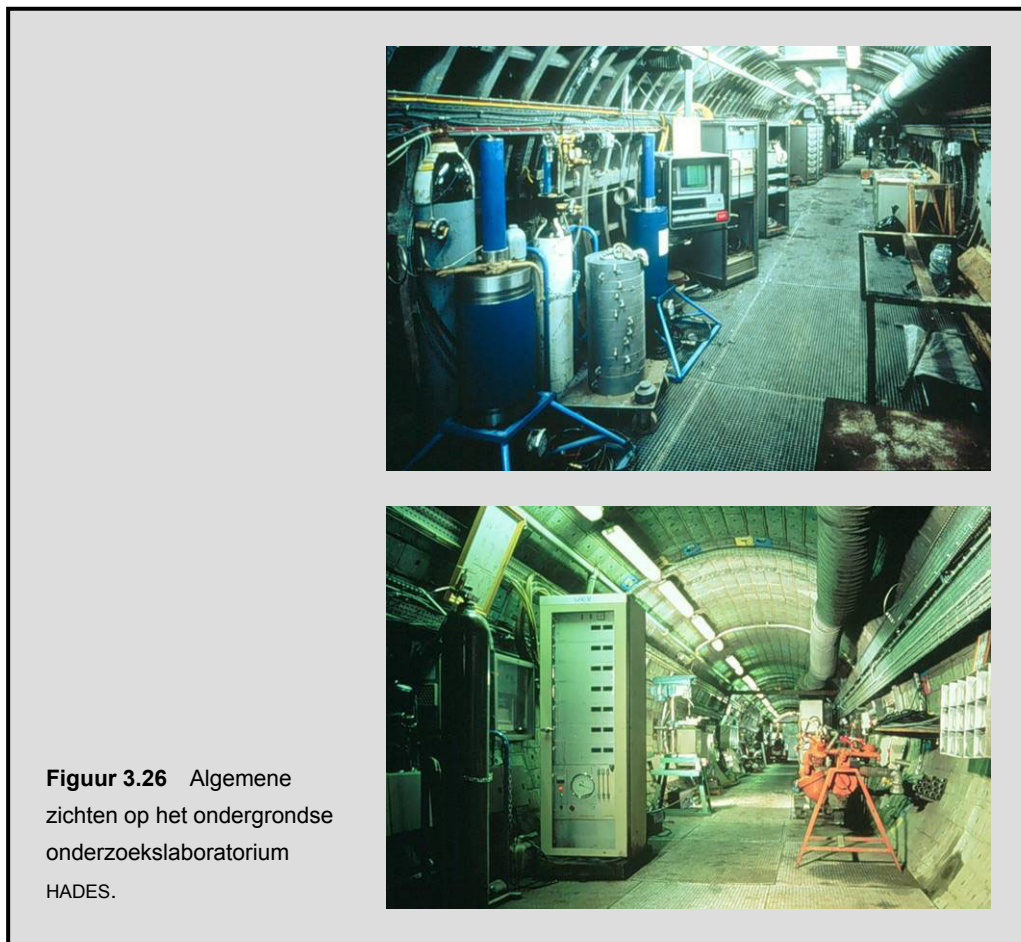 Figuur 3.26 Algemene
zichten op het ondergrondse
onderzoekslaboratorium
HADES.